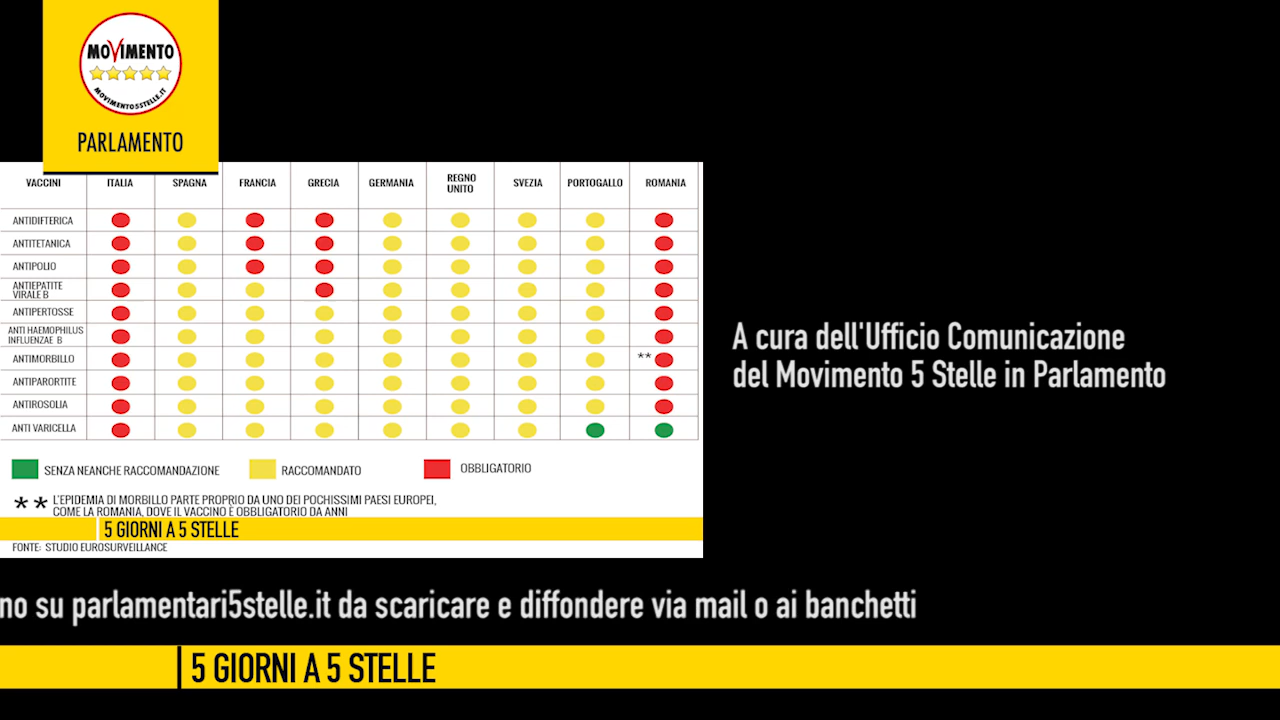 MOVIMENTO
MOVIMENTO5STELLE.IT
PARLAMENTO
VACCINI ITALIA SPAGNA FRANCIA GRECIA GERMANIA REGNO UNITO SVEZIA PORTOGALLO ROMANIA
ANTIDIFTERICA
ANTITETANICA
ANTIPOLIO
ANTIEPATITE
VIRALE B
ANTIPERTOSSE
ANTI HAEMOPHILUS
INFLUENZAE B
ANTIMORBILLO **
ANTIPAROTITE
ANTIROSOLIA
ANTI VARICELLA
SENZA NEANCHE RACCOMANDAZIONE RACCOMANDATO OBBLIGATORIO
** L'EPIDEMIA DI MORBILLO PARTE PROPRIO DA UNO DEI POCHISSIMI PAESI EUROPEI,
COME LA ROMANIA, DOVE IL VACCINO È OBBLIGATORIO DA ANNI
5 GIORNI A 5 STELLE
FONTE: STUDIO EUROSURVEILLANCE
A cura dell'Ufficio Comunicazione
del Movimento 5 Stelle in Parlamento
no su parlamentari5stelle.it da scaricare e diffondere via mail o ai banchetti
5 GIORNI A 5 STELLE